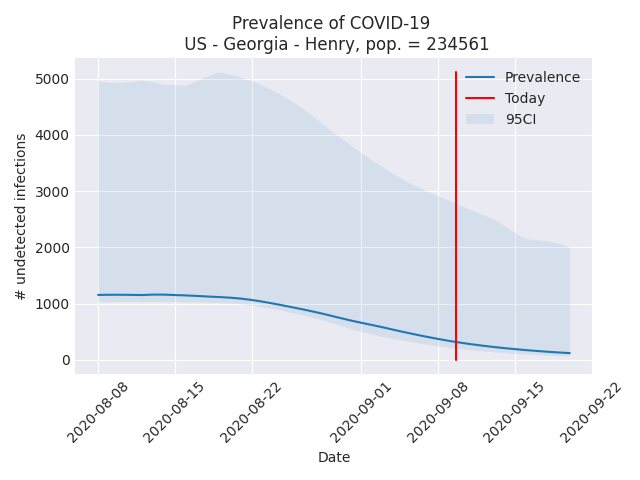 Prevalence of COVID-19
US - Georgia - Henry, pop. = 234561
Prevalence
Today
95CI
# undetected infections
5000
4000
3000
2000
1000
0
2020-08-08
2020-08-15
2020-08-22
2020-09-01
2020-09-08
2020-09-15
2020-09-22
Date